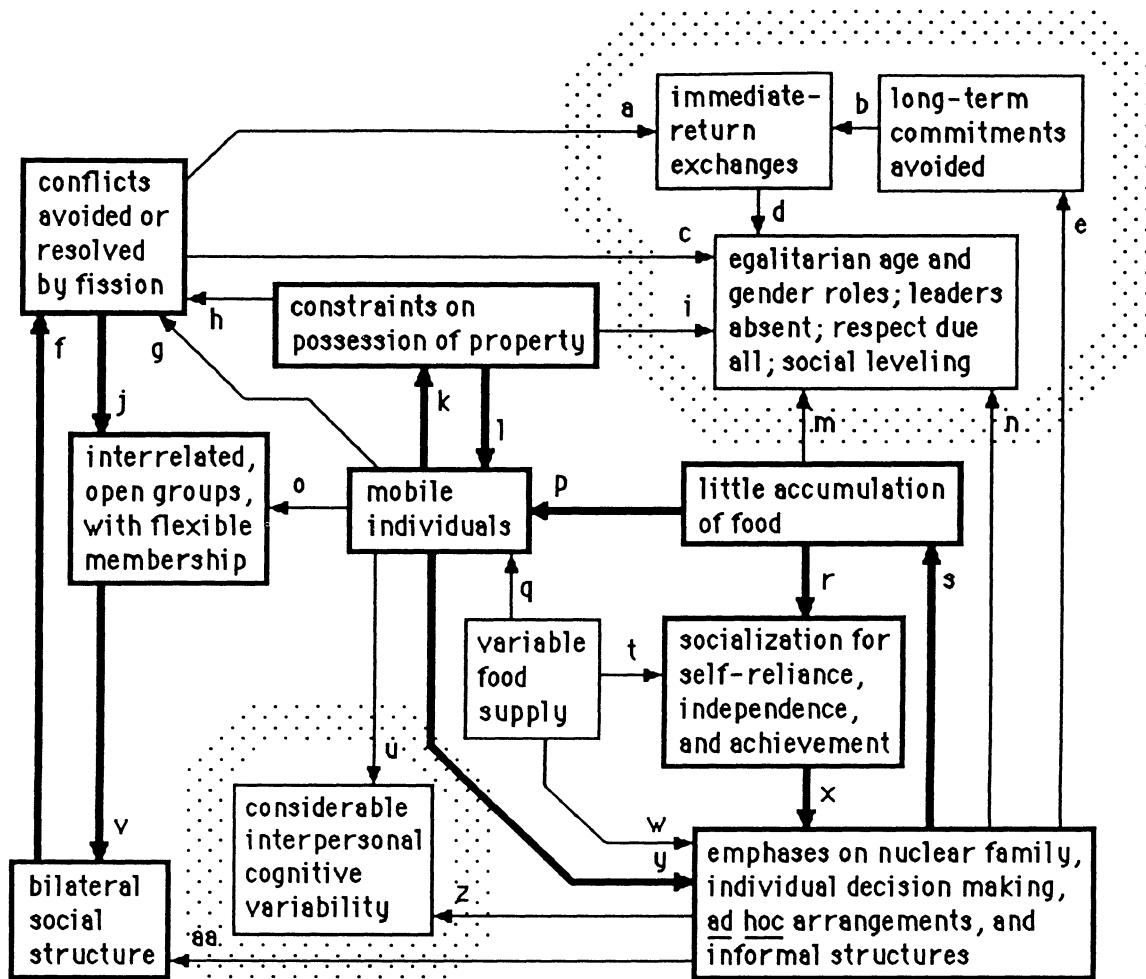 a
immediate-
return
exchanges
b
long-term
commitments
avoided
conflicts
avoided or
resolved
by fission
d
e
c
egalitarian age and
gender roles; leaders
absent; respect due
all; social leveling
h
constraints on
possession of property
i
f
g
j
k
l
m
n
interrelated,
open groups,
with flexible
membership
o
mobile
individuals
p
little accumulation
of food
q
r
s
variable
food
supply
t
socialization for
self-reliance,
independence,
and achievement
u
v
considerable
interpersonal
cognitive
variability
w
x
y
z
emphases on nuclear family,
individual decision making,
ad hoc arrangements, and
informal structures
bilateral
social
structure
aa